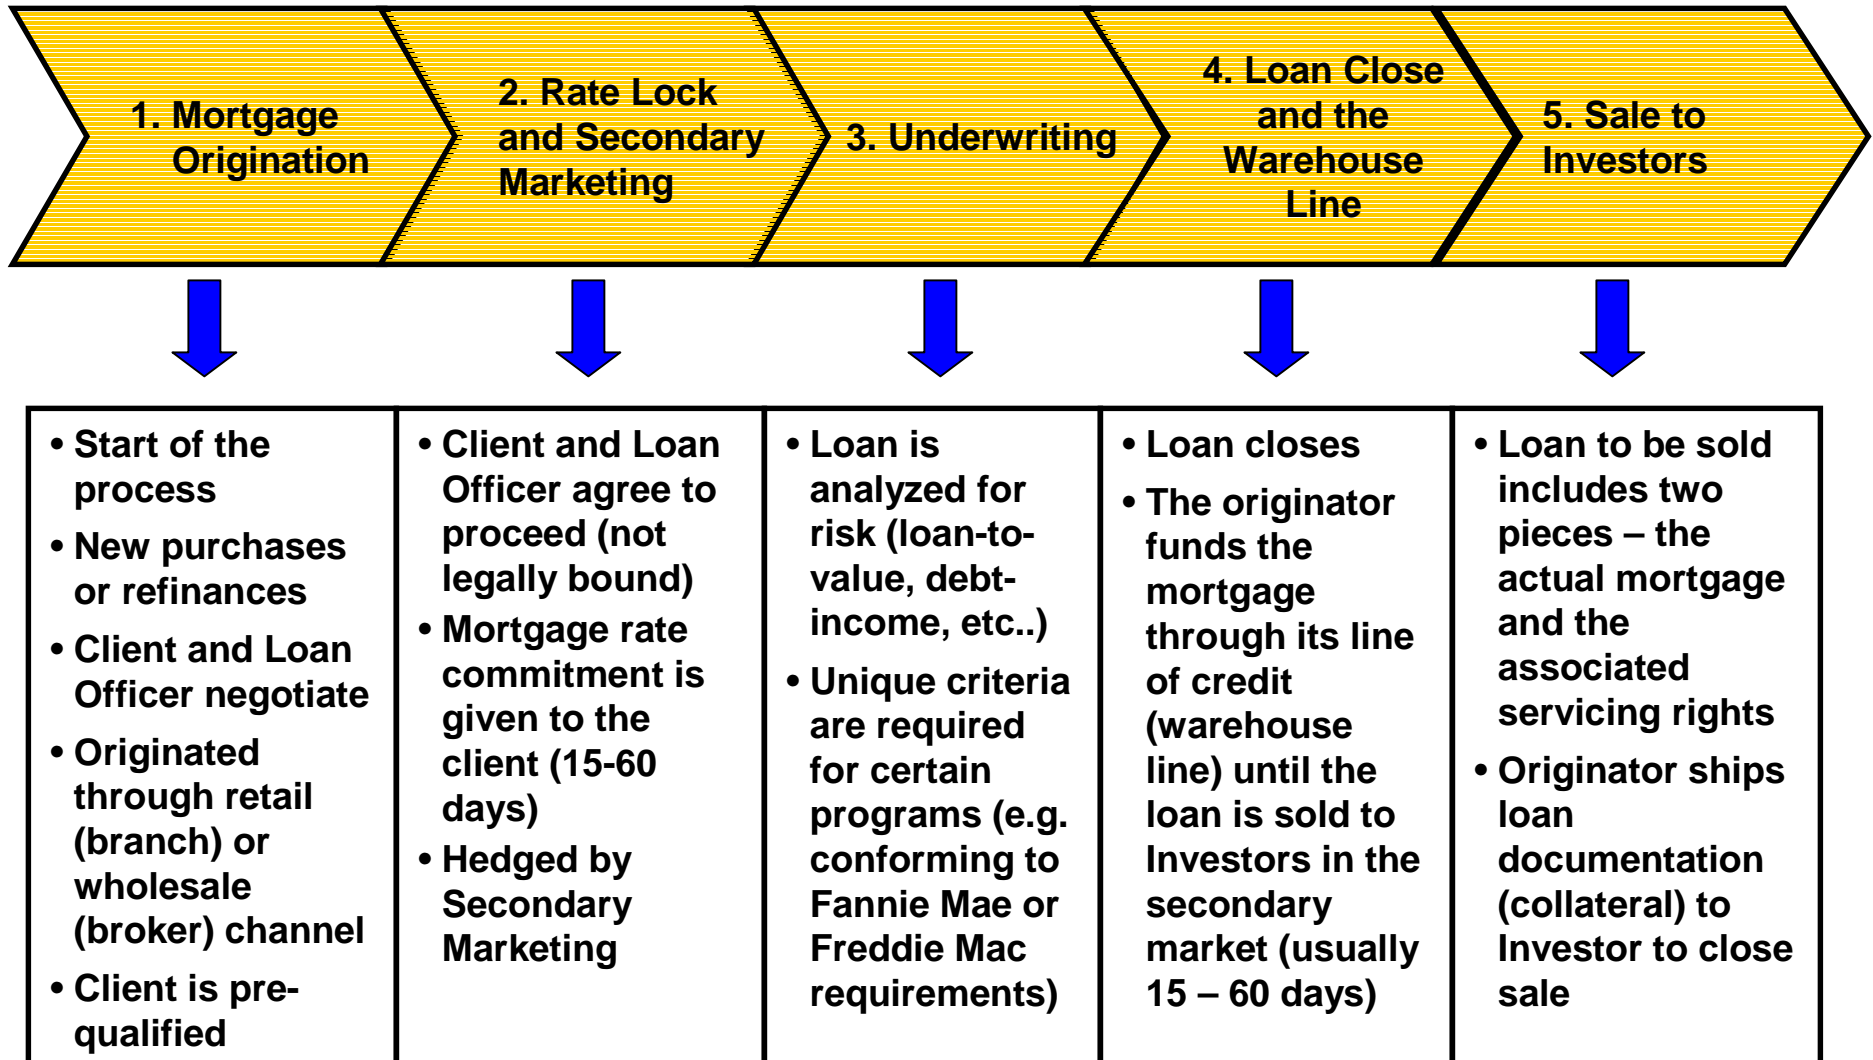 1. Mortgage
Origination
2. Rate Lock
and Secondary
Marketing
3. Underwriting
4. Loan Close
and the
Warehouse
Line
5. Sale to
Investors
• Start of the
process
• New purchases
or refinances
• Client and Loan
Officer negotiate
• Originated
through retail
(branch) or
wholesale
(broker) channel
• Client is pre-
qualified
• Client and Loan
Officer agree to
proceed (not
legally bound)
• Mortgage rate
commitment is
given to the
client (15-60
days)
• Hedged by
Secondary
Marketing
• Loan is
analyzed for
risk (loan-to-
value, debt-
income, etc..)
• Unique criteria
are required
for certain
programs (e.g.
conforming to
Fannie Mae or
Freddie Mac
requirements)
• Loan closes
• The originator
funds the
mortgage
through its line
of credit
(warehouse
line) until the
loan is sold to
Investors in the
secondary
market (usually
15 – 60 days)
• Loan to be sold
includes two
pieces – the
actual mortgage
and the
associated
servicing rights
• Originator ships
loan
documentation
(collateral) to
Investor to close
sale